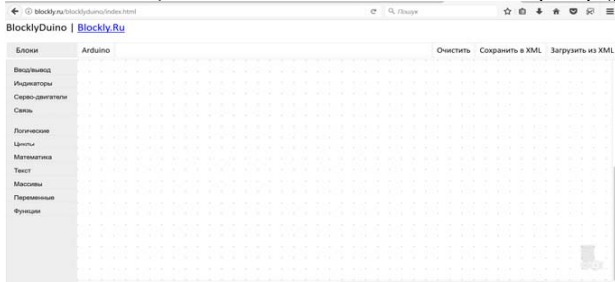 blockly.ru/blocklyduino/index.html
Поиск
BlocklyDuino | Blockly.Ru
Блоки Arduino Очистить Сохранить в XML Загрузить из XML
Ввод/вывод
Индикаторы
Серво-двигатели
Связь
Логические
Циклы
Математика
Текст
Массивы
Переменные
Функции